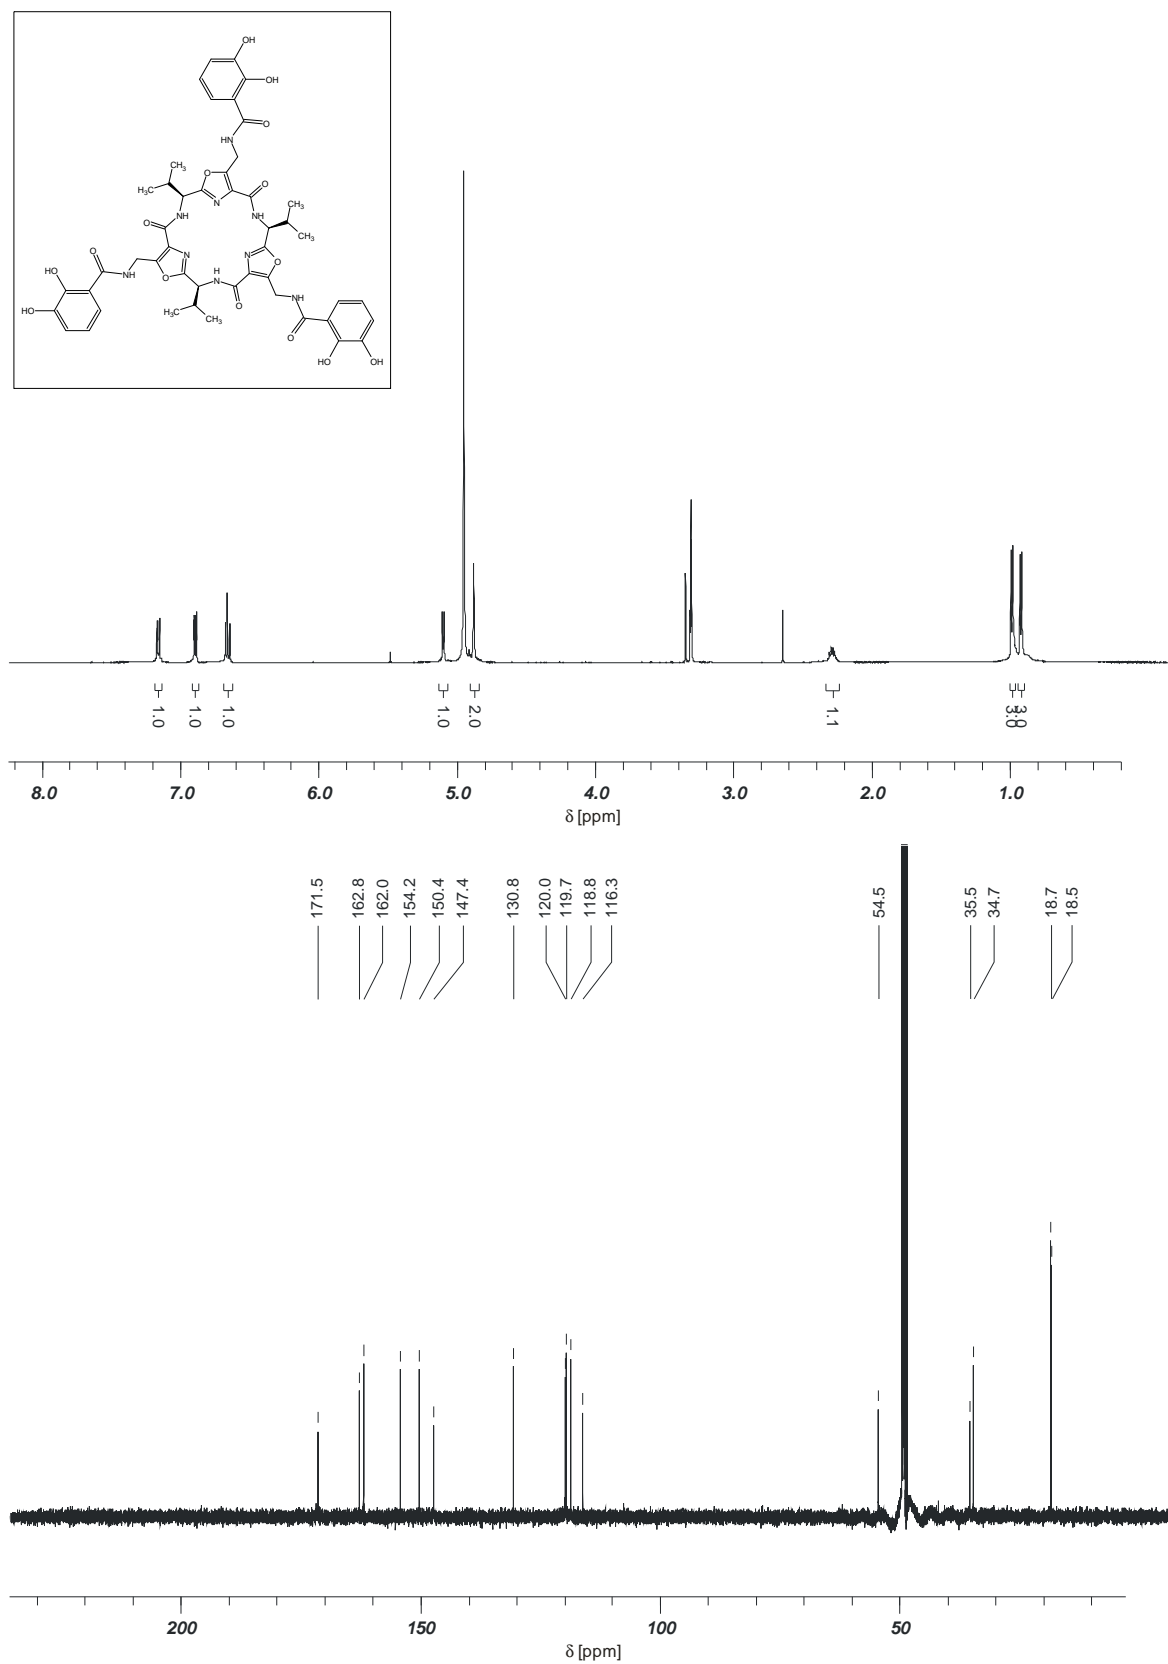 OH
OH
O
HN
CH₃
H₃C
O
N
O
NH
HN
CH₃
CH₃
O
N
N
O
O
HO
HO
NH
O
H
N
NH
O
H₃C
CH₃
O
HO
OH
1.0
1.0
1.0
1.0
2.0
1.1
3.0
3.0
8.0 7.0 6.0 5.0 4.0 3.0 2.0 1.0
δ [ppm]
171.5
162.8
162.0
154.2
150.4
147.4
130.8
120.0
119.7
118.8
116.3
54.5
35.5
34.7
18.7
18.5
200 150 100 50
δ [ppm]